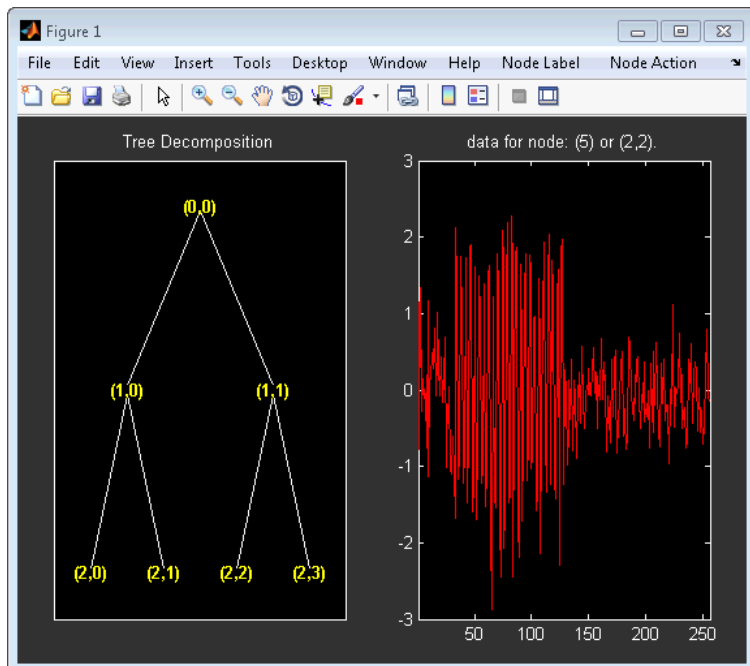 Figure 1
File Edit View Insert Tools Desktop Window Help Node Label Node Action
Tree Decomposition
(0,0)
(1,0) (1,1)
(2,0) (2,1) (2,2) (2,3)
data for node: (5) or (2,2).
3
2
1
0
-1
-2
-3
50 100 150 200 250